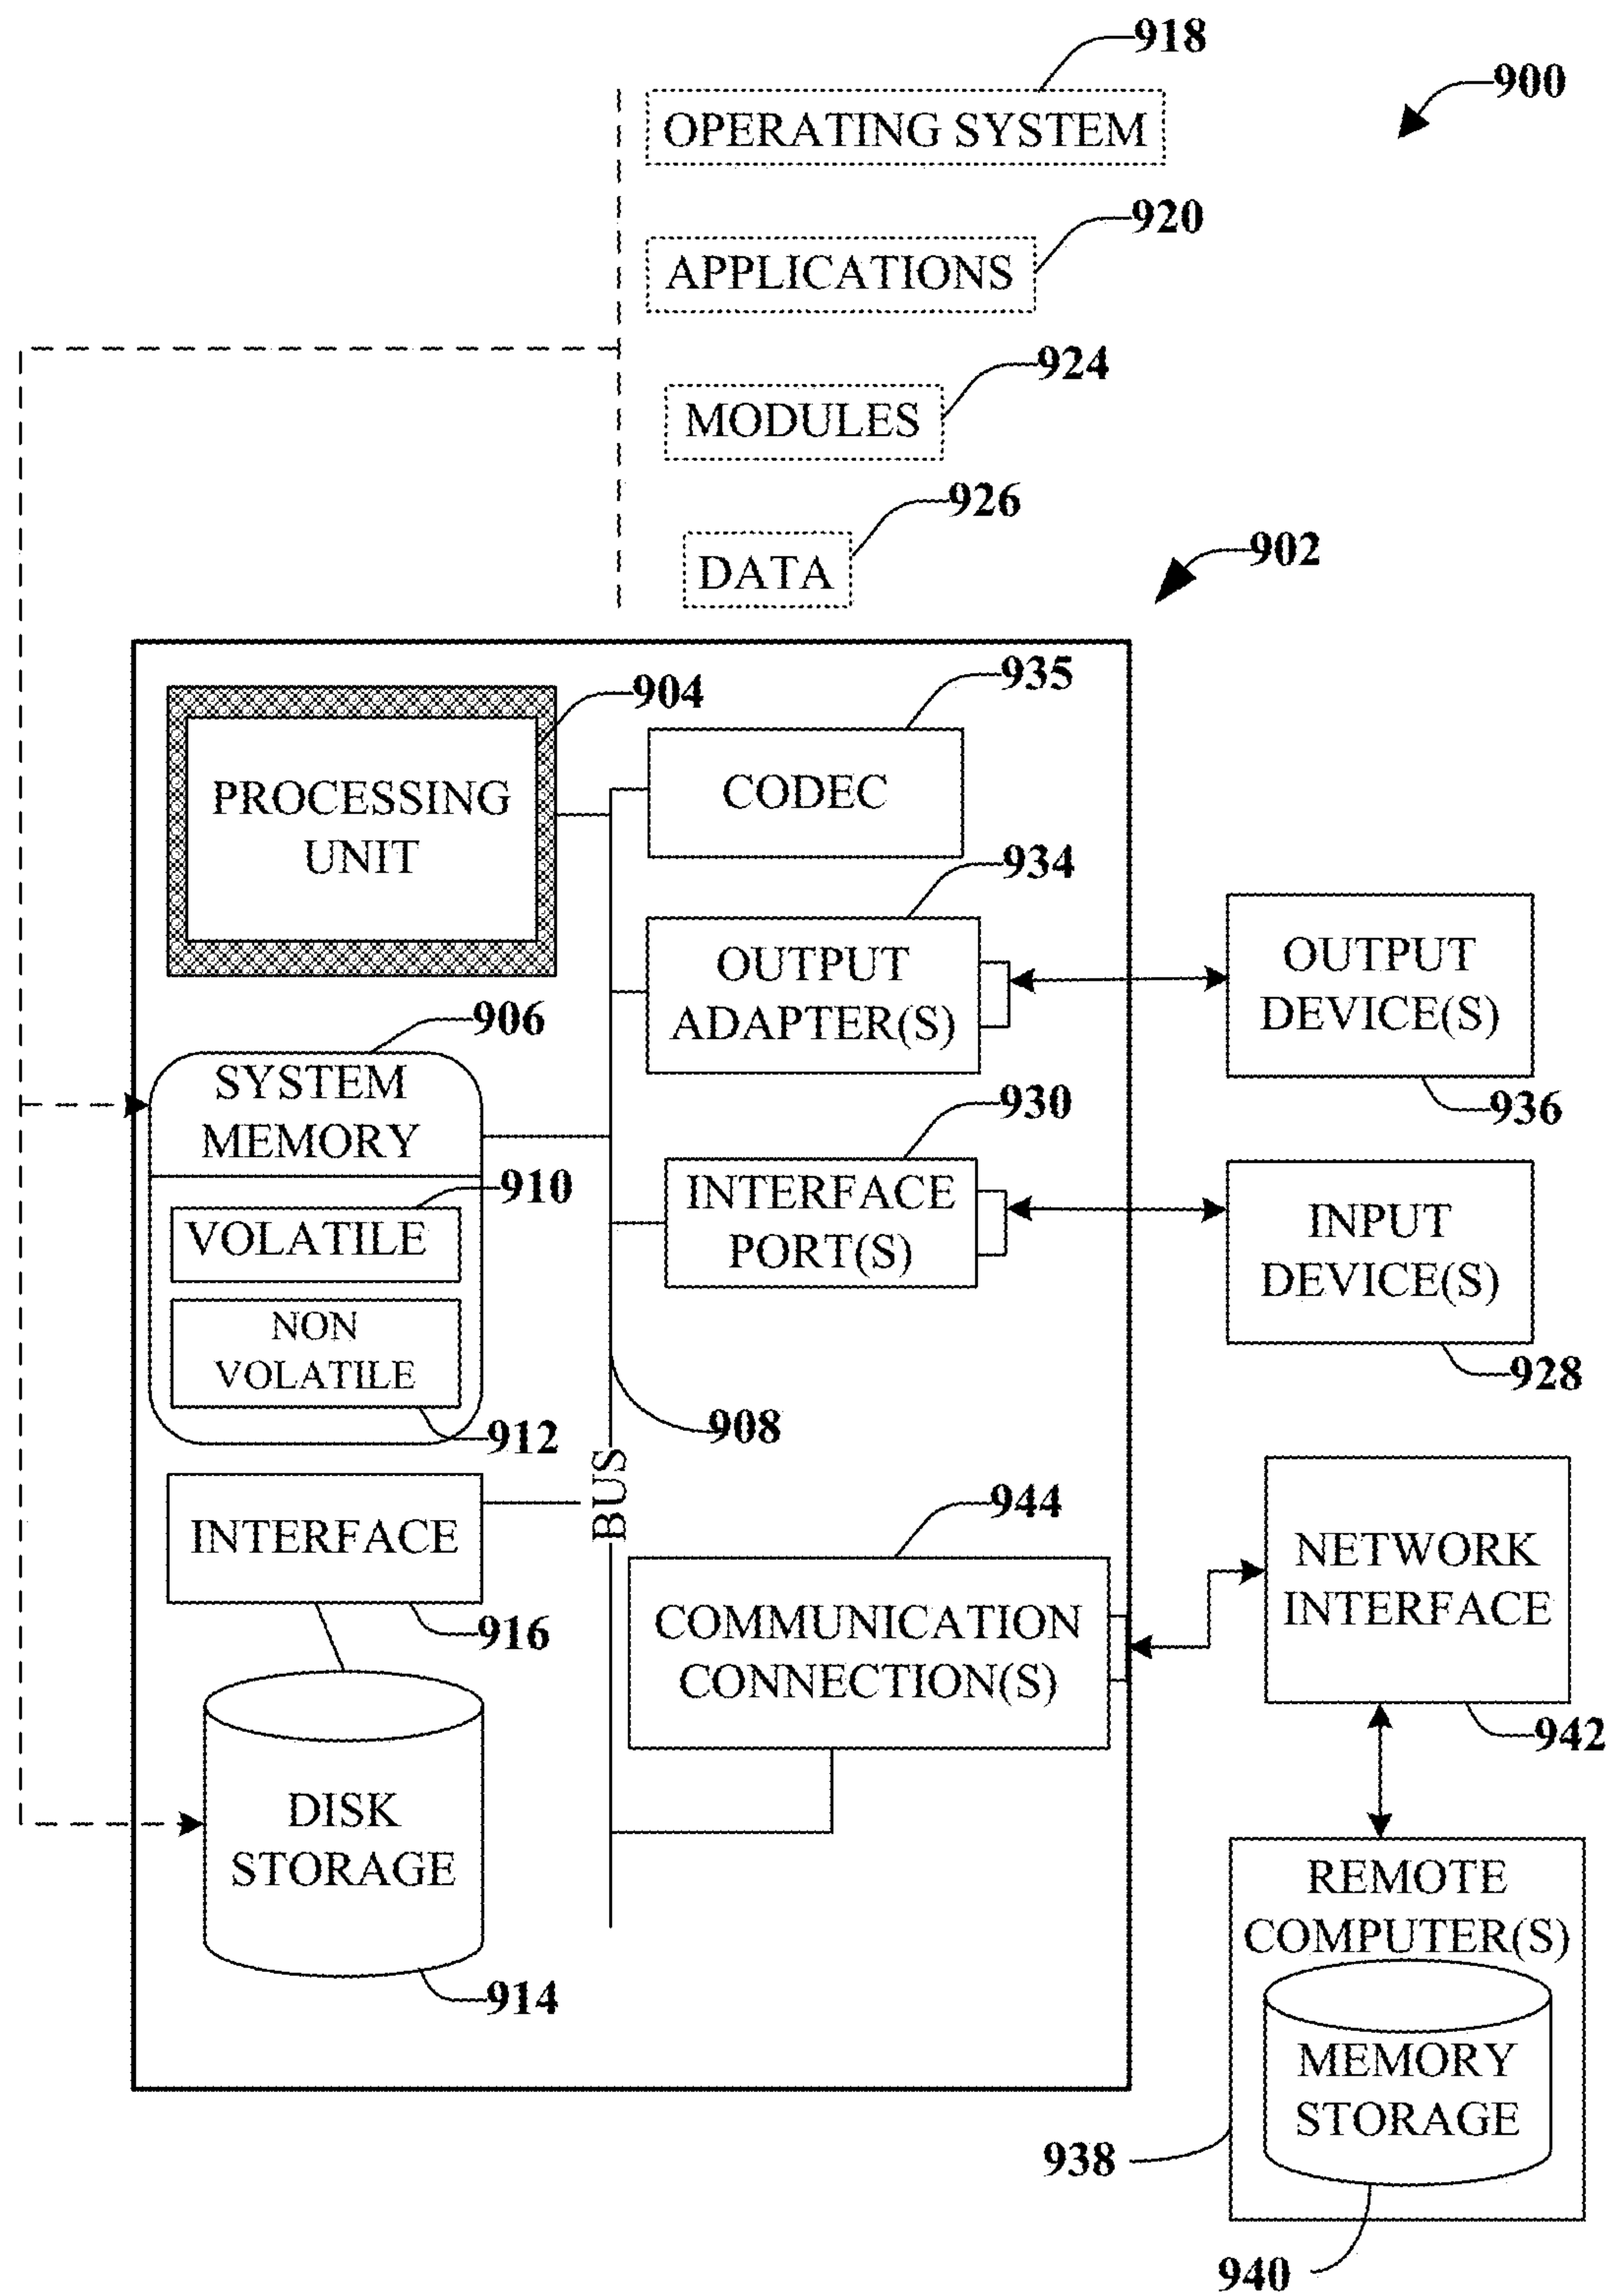 918
900
OPERATING SYSTEM
920
APPLICATIONS
924
MODULES
926
DATA
902
904
PROCESSING
UNIT
935
CODEC
934
OUTPUT
ADAPTER(S)
OUTPUT
DEVICE(S)
936
906
SYSTEM
MEMORY
910
VOLATILE
NON
VOLATILE
912
930
INTERFACE
PORT(S)
INPUT
DEVICE(S)
928
908
BUS
INTERFACE
916
944
COMMUNICATION
CONNECTION(S)
NETWORK
INTERFACE
942
DISK
STORAGE
914
REMOTE
COMPUTER(S)
MEMORY
STORAGE
938
940